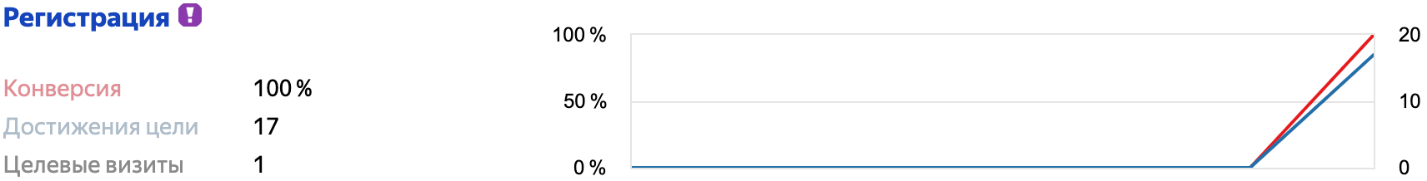 Регистрация
Конверсия 100 %
Достижения цели 17
Целевые визиты 1
100 % 20
50 % 10
0 % 0